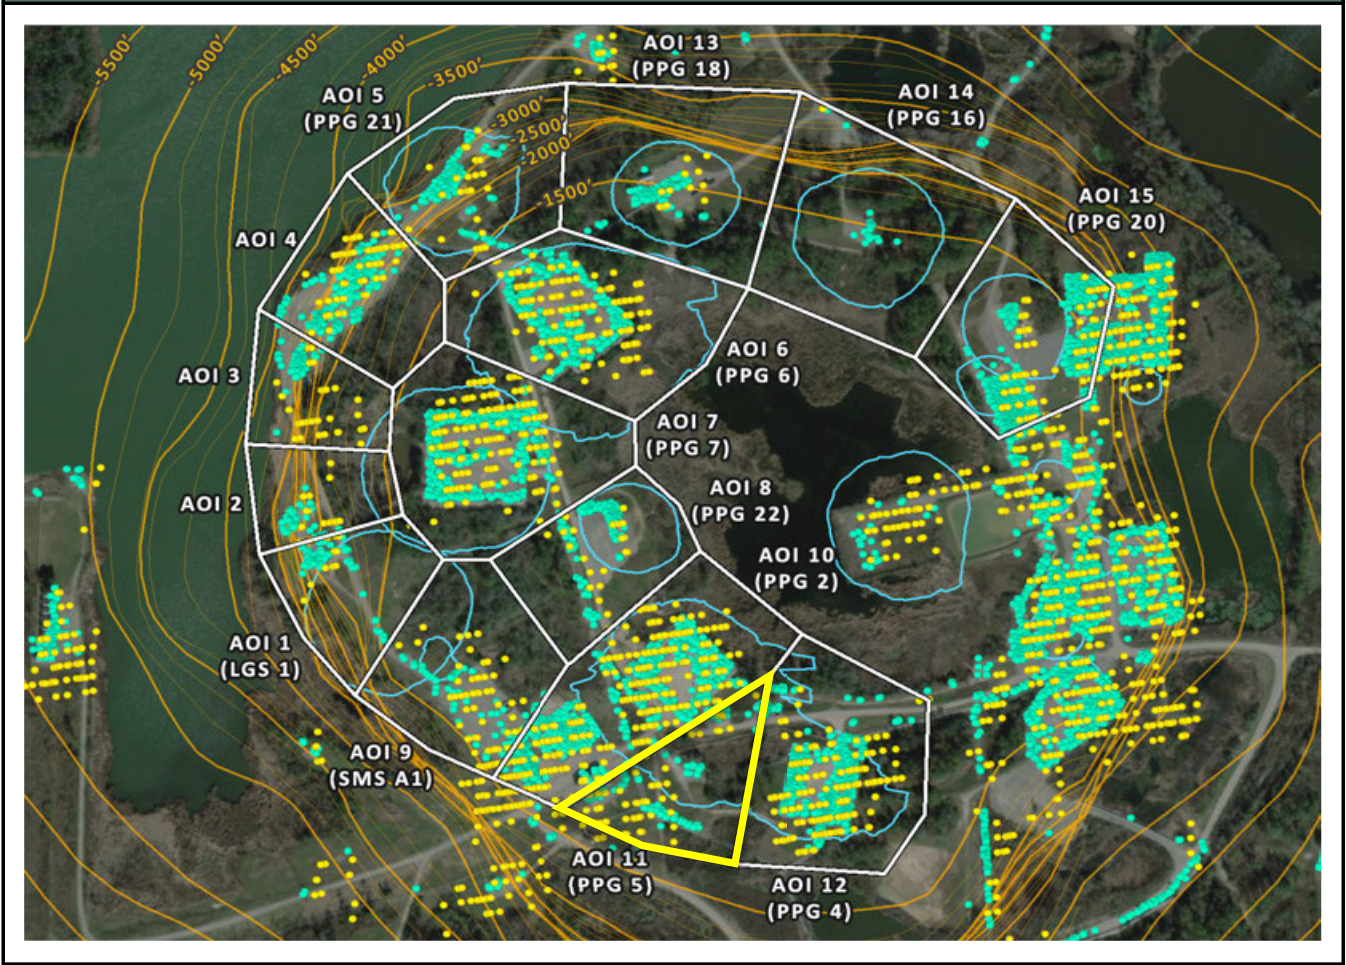 -5500'
-5000'
-4500'
-4000'
-3500'
-3000'
-2500'
-2000'
-1500'
AOI 13
(PPG 18)
AOI 5
(PPG 21)
AOI 14
(PPG 16)
AOI 15
(PPG 20)
AOI 4
AOI 6
(PPG 6)
AOI 3
AOI 7
(PPG 7)
AOI 2
AOI 8
(PPG 22)
AOI 10
(PPG 2)
AOI 1
(LGS 1)
AOI 9
(SMS A1)
AOI 11
(PPG 5)
AOI 12
(PPG 4)